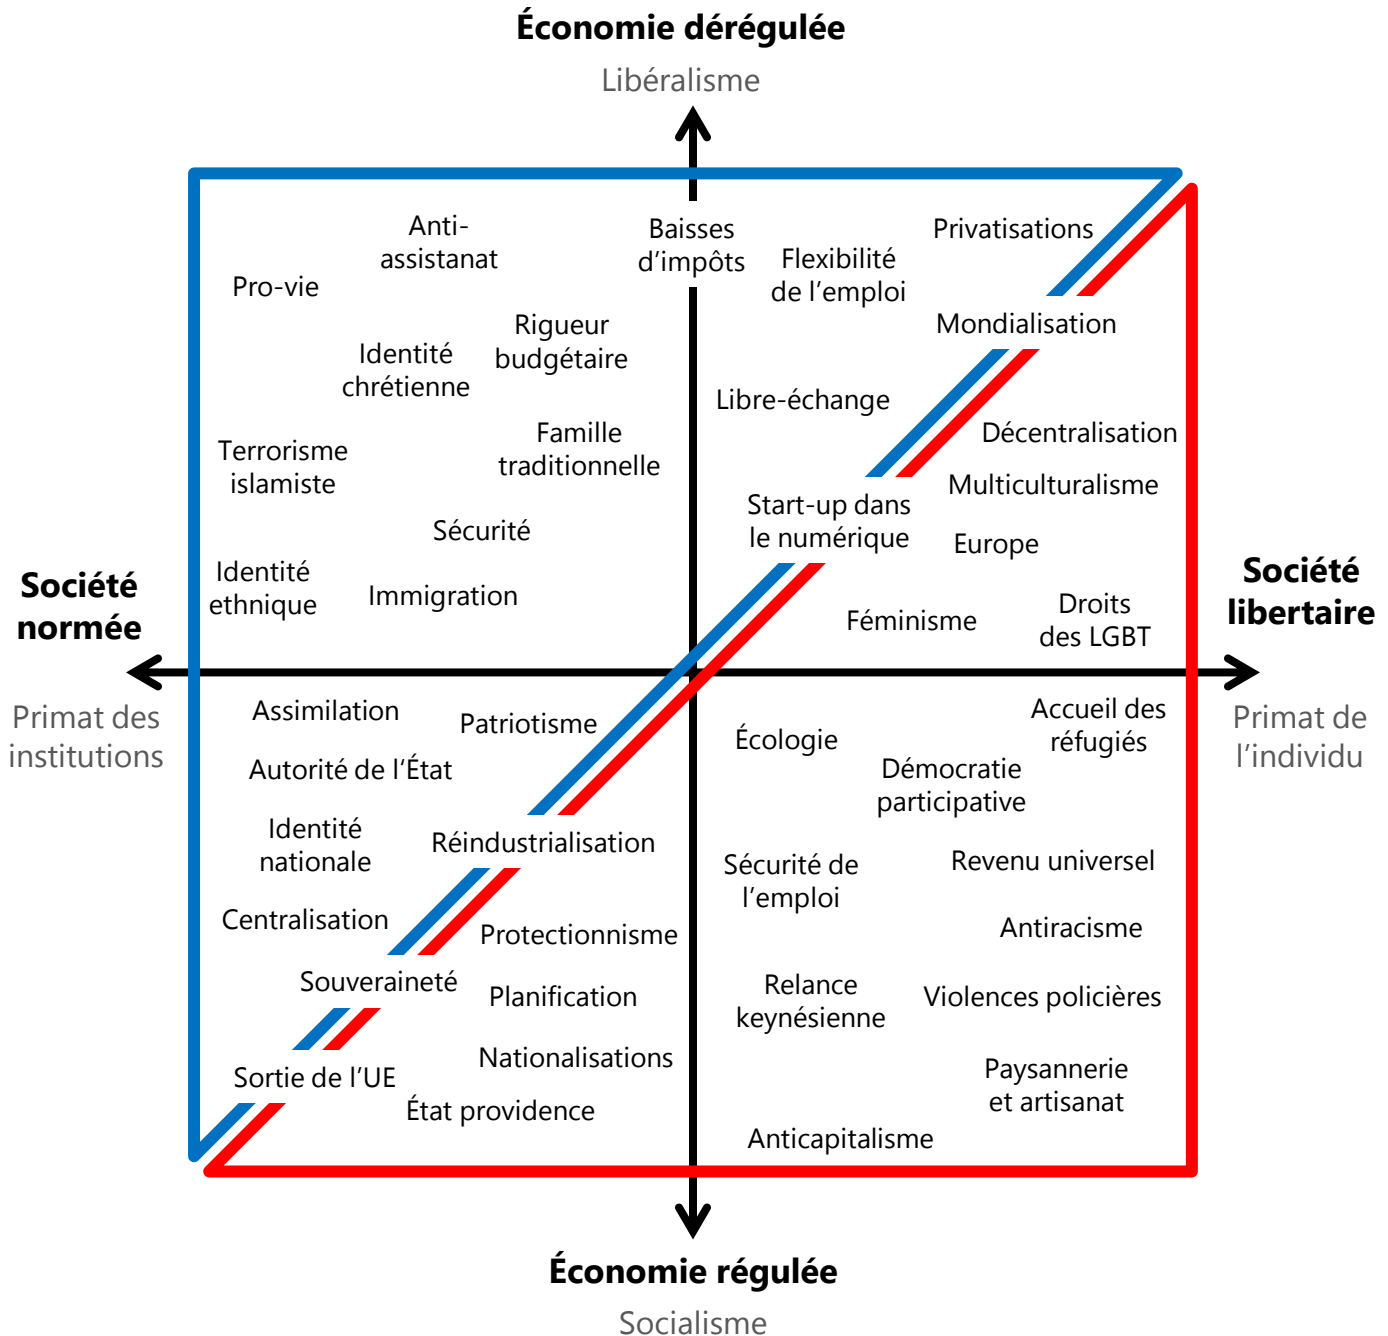 Économie dérégulée
Libéralisme
Anti-
assistanat
Baisses
d'impôts
Privatisations
Flexibilité
de l'emploi
Pro-vie
Rigueur
budgétaire
Mondialisation
Identité
chrétienne
Libre-échange
Famille
traditionnelle
Décentralisation
Terrorisme
islamiste
Multiculturalisme
Start-up dans
le numérique
Sécurité
Europe
Identité
ethnique
Immigration
Féminisme
Droits
des LGBT
Société
normée
Société
libertaire
Primat des
institutions
Primat de
l'individu
Assimilation
Patriotisme
Écologie
Accueil des
réfugiés
Autorité de l'État
Démocratie
participative
Identité
nationale
Réindustrialisation
Sécurité de
l'emploi
Revenu universel
Centralisation
Protectionnisme
Antiracisme
Souveraineté
Planification
Relance
keynésienne
Violences policières
Nationalisations
Sortie de l'UE
Paysannerie
et artisanat
État providence
Anticapitalisme
Économie régulée
Socialisme